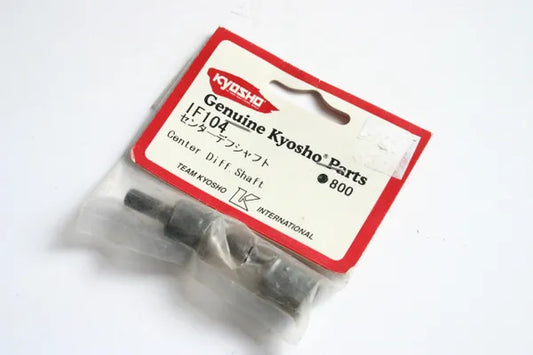 KYOSHO
Genuine Kyosho® Parts
IF104
センターデフシャフト
Center Diff Shaft
●800
TEAM KYOSHO K INTERNATIONAL